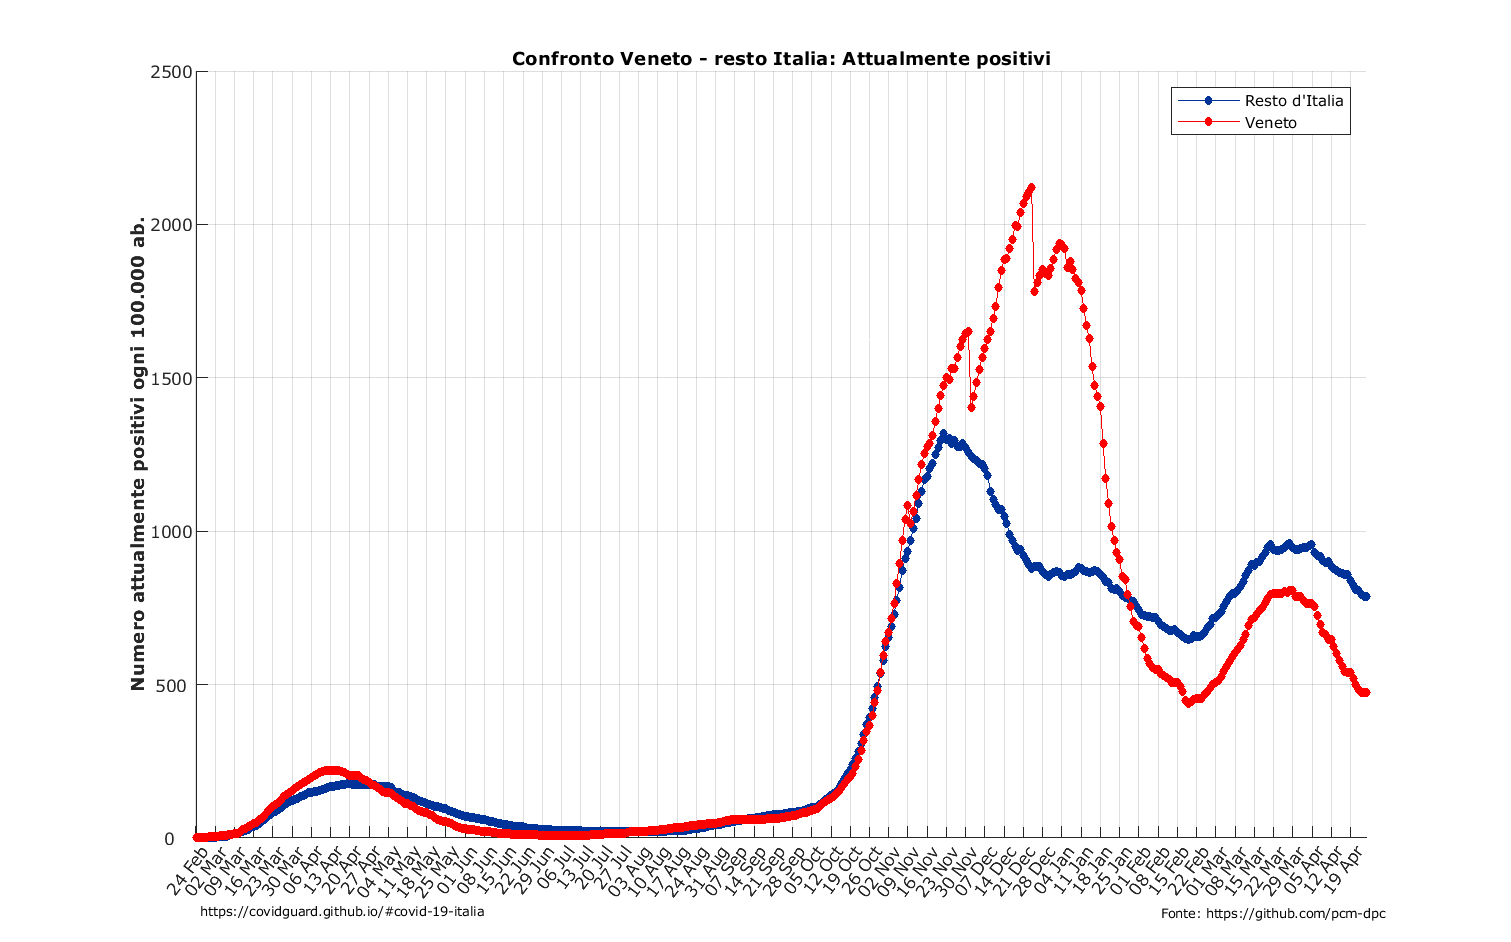 Confronto Veneto - resto Italia: Attualmente positivi
Resto d'Italia
Veneto
Numero attualmente positivi ogni 100.000 ab.
2500
2000
1500
1000
500
0
24 Feb
02 Mar
09 Mar
16 Mar
23 Mar
30 Mar
06 Apr
13 Apr
20 Apr
27 Apr
04 May
11 May
18 May
25 May
01 Jun
08 Jun
15 Jun
22 Jun
29 Jun
06 Jul
13 Jul
20 Jul
27 Jul
03 Aug
10 Aug
17 Aug
24 Aug
31 Aug
07 Sep
14 Sep
21 Sep
28 Sep
05 Oct
12 Oct
19 Oct
26 Oct
02 Nov
09 Nov
16 Nov
23 Nov
30 Nov
07 Dec
14 Dec
21 Dec
28 Dec
04 Jan
11 Jan
18 Jan
25 Jan
01 Feb
08 Feb
15 Feb
22 Feb
01 Mar
08 Mar
15 Mar
22 Mar
29 Mar
05 Apr
12 Apr
19 Apr
https://covidguard.github.io/#covid-19-italia
Fonte: https://github.com/pcm-dpc